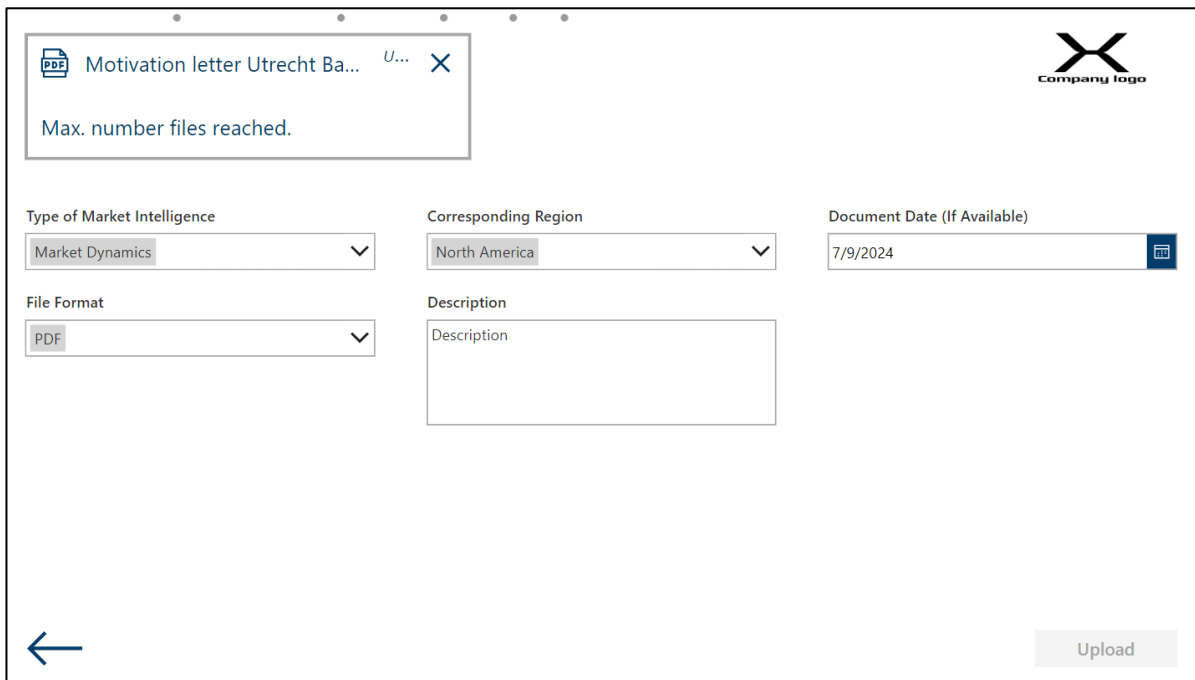 PDF
Motivation letter Utrecht Ba... U...
Max. number files reached.
Company logo
Type of Market Intelligence
Market Dynamics
Corresponding Region
North America
Document Date (If Available)
7/9/2024
File Format
PDF
Description
Description
Upload